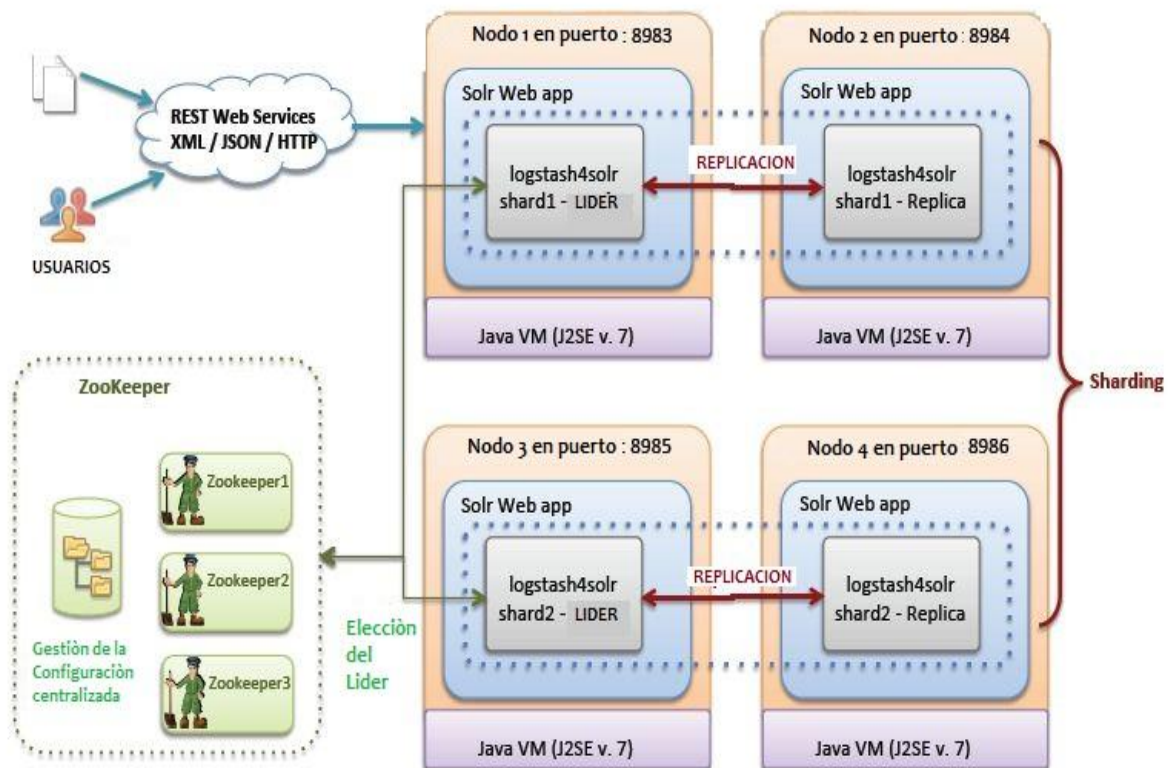 Nodo 1 en puerto : 8983
Nodo 2 en puerto : 8984
Solr Web app
Solr Web app
REST Web Services
XML / JSON / HTTP
logstash4solr
shard1 - LIDER
REPLICACION
logstash4solr
shard1 - Replica
USUARIOS
Java VM (J2SE v. 7)
Java VM (J2SE v. 7)
Sharding
ZooKeeper
Zookeeper1
Zookeeper2
Zookeeper3
Gestiòn de la
Configuraciòn
centralizada
Elecciòn
del
Lider
Nodo 3 en puerto : 8985
Nodo 4 en puerto : 8986
Solr Web app
Solr Web app
logstash4solr
shard2 - LIDER
REPLICACION
logstash4solr
shard2 - Replica
Java VM (J2SE v. 7)
Java VM (J2SE v. 7)